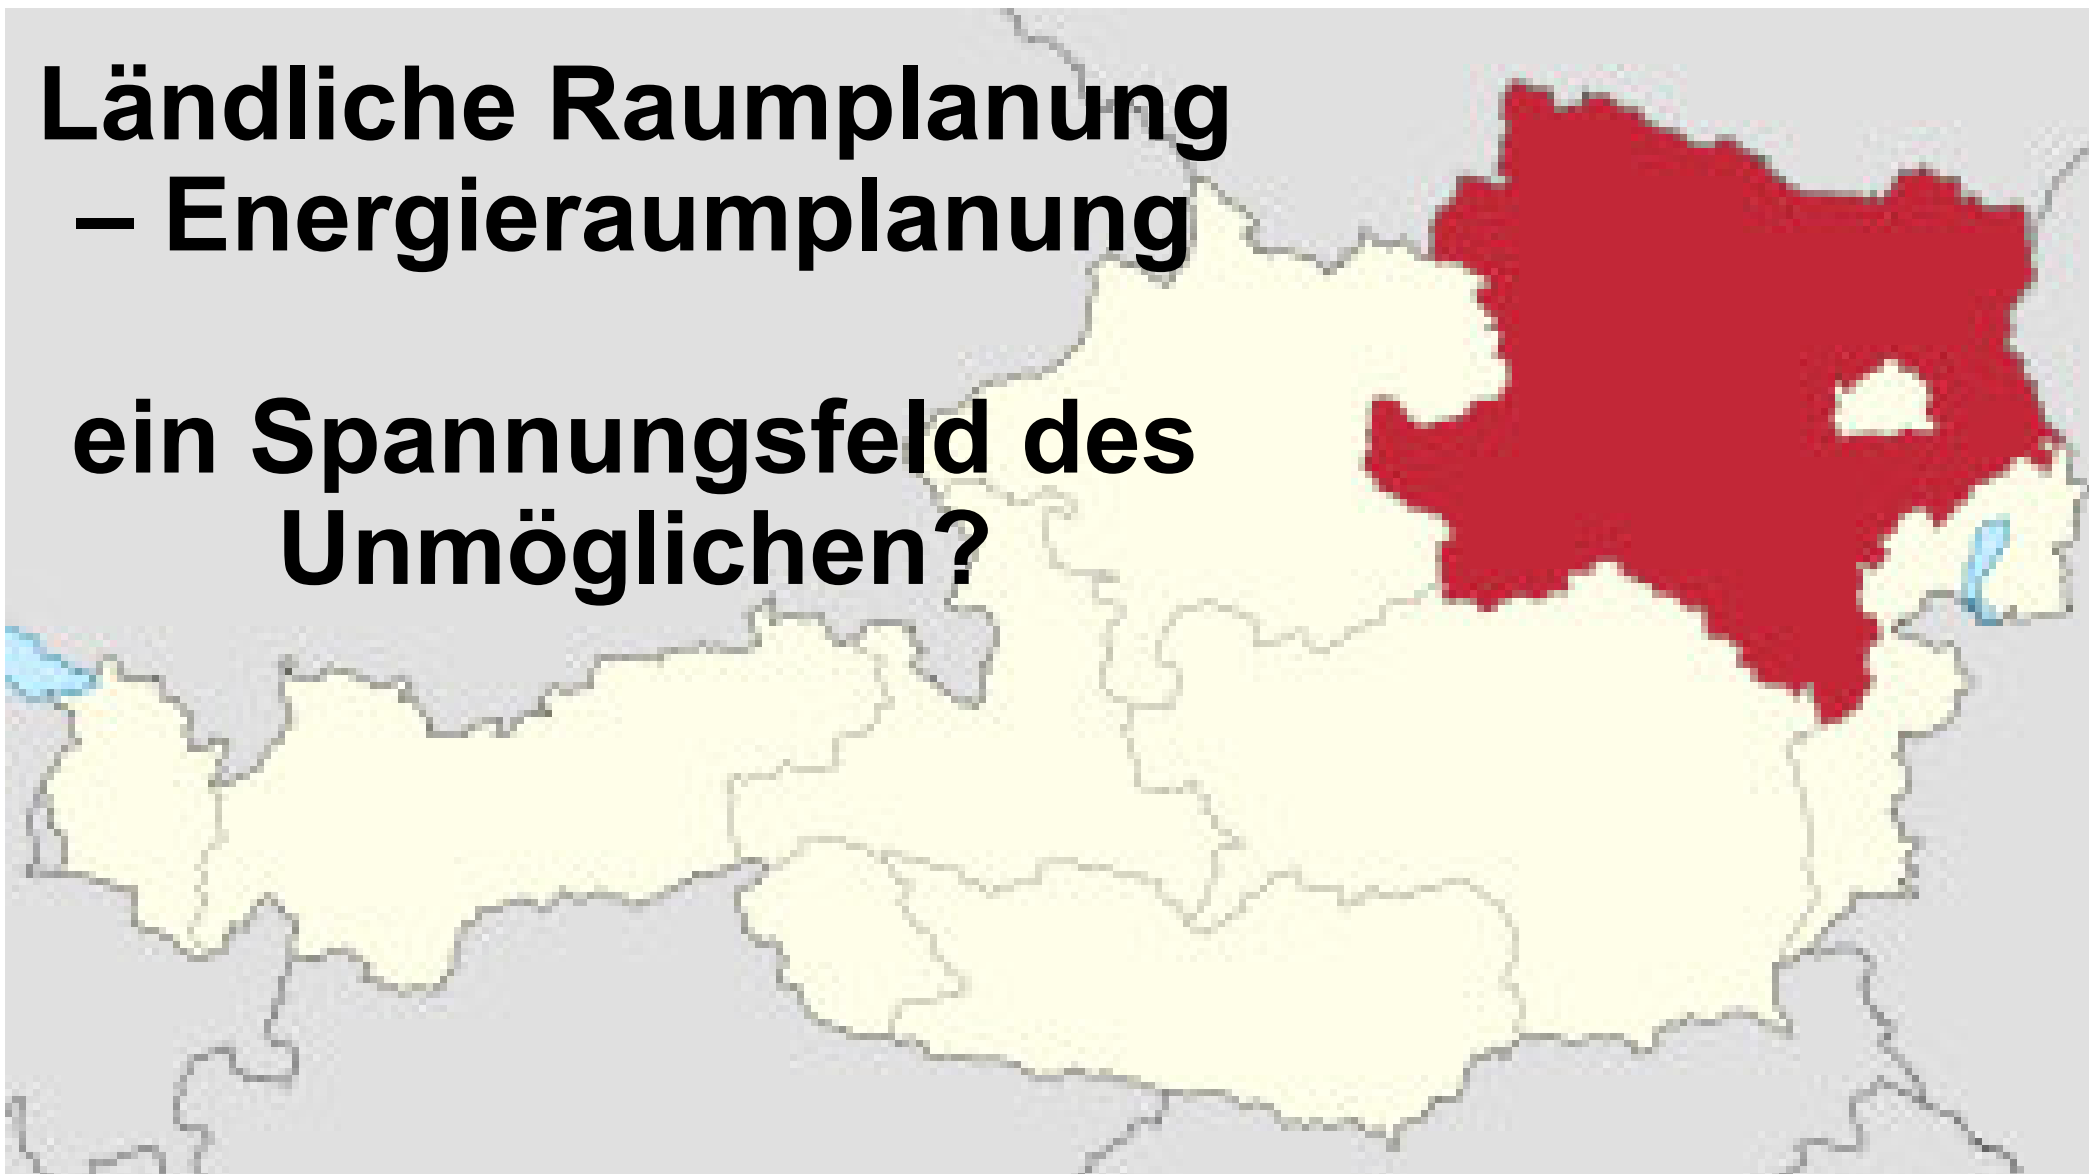 Ländliche Raumplanung
– Energieraumplanung
ein Spannungsfeld des
Unmöglichen?